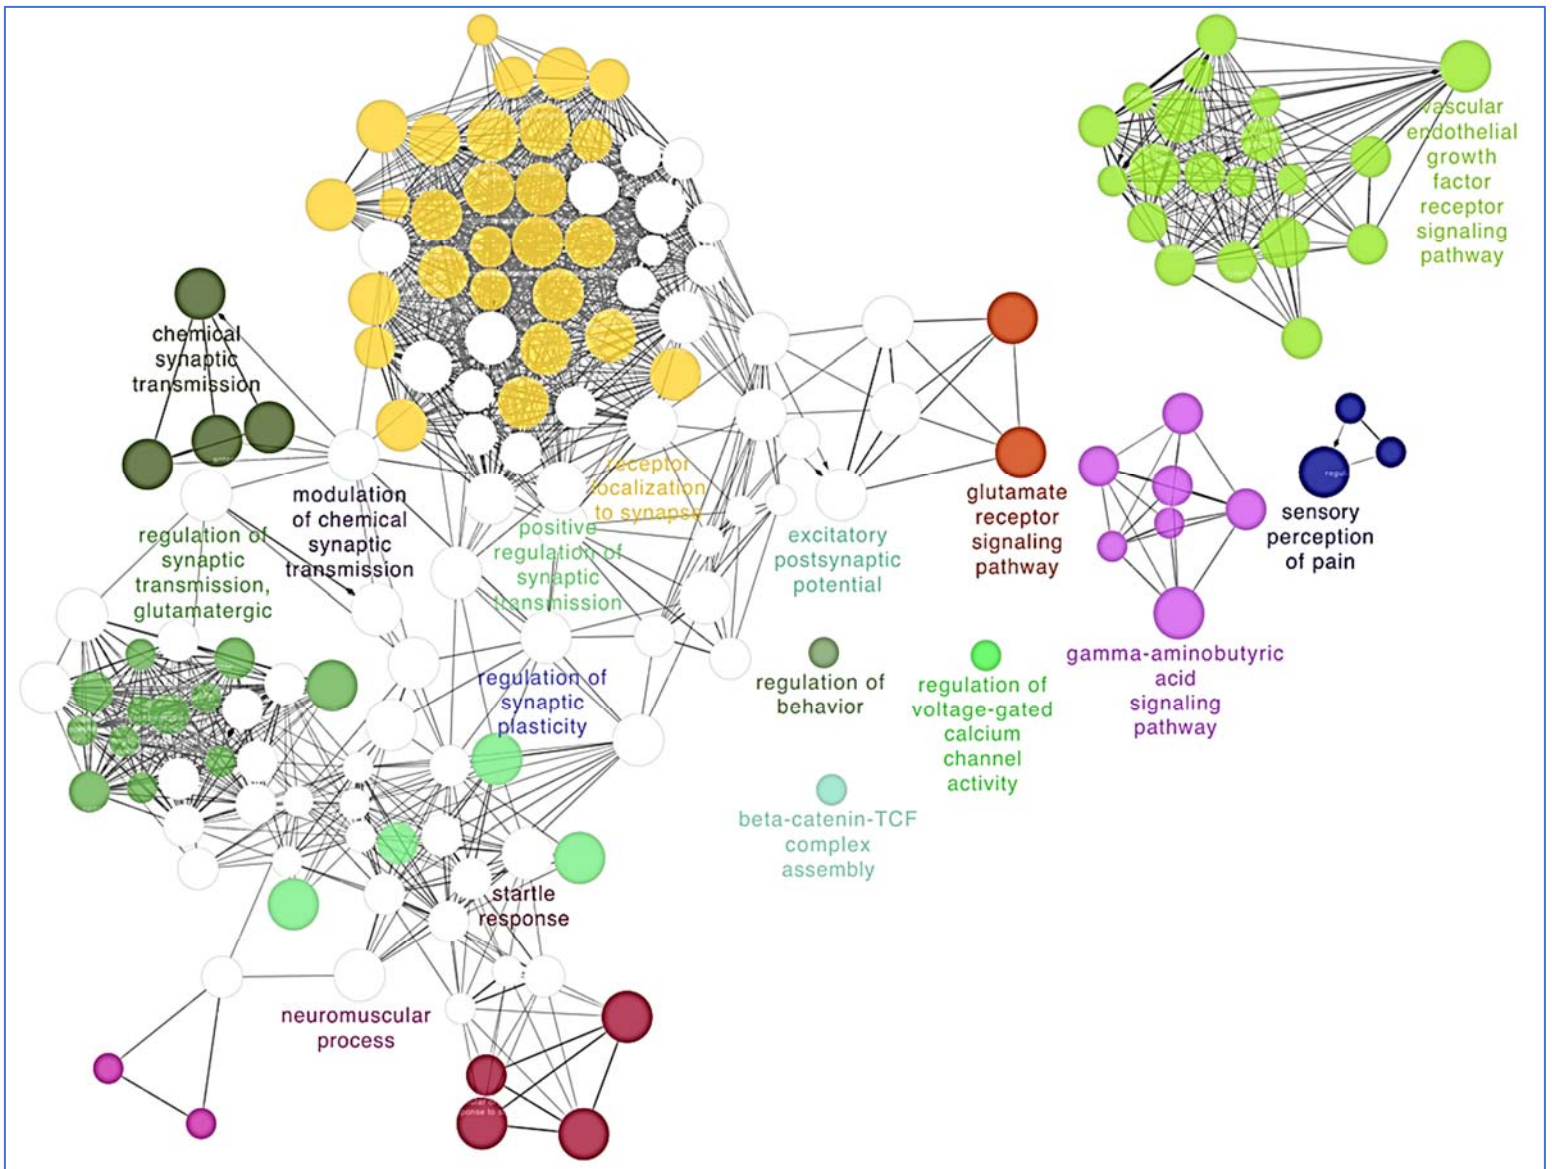 vascular
endothelial
growth
factor
receptor
signaling
pathway
chemical
synaptic
transmission
receptor
localization
to synapse
modulation
of chemical
synaptic
transmission
glutamate
receptor
signaling
pathway
sensory
perception
of pain
positive
regulation of
synaptic
transmission
excitatory
postsynaptic
potential
regulation of
synaptic
transmission,
glutamatergic
gamma-aminobutyric
acid
signaling
pathway
regulation of
synaptic
plasticity
regulation of
behavior
regulation of
voltage-gated
calcium
channel
activity
beta-catenin-TCF
complex
assembly
startle
response
neuromuscular
process